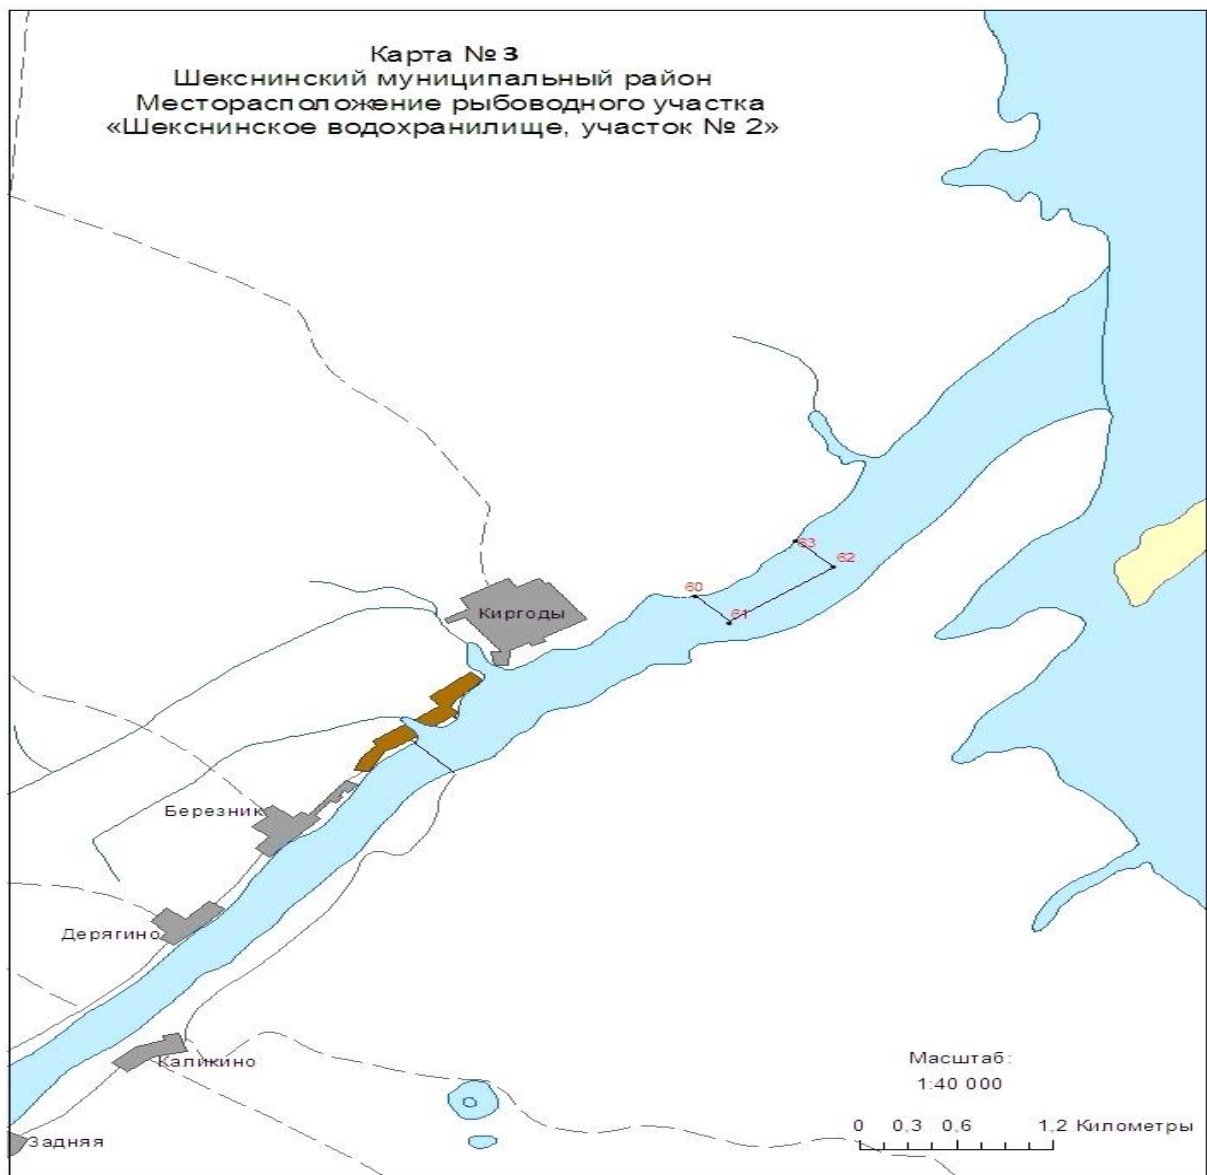 Карта № 3
Шекснинский муниципальный район
Месторасположение рыбоводного участка
«Шекснинское водохранилище, участок № 2»
63
62
60
61
Киргоды
Березник
Дерягино
Каликино
Задняя
Масштаб:
1:40 000
0 0,3 0,6 1,2 Километры